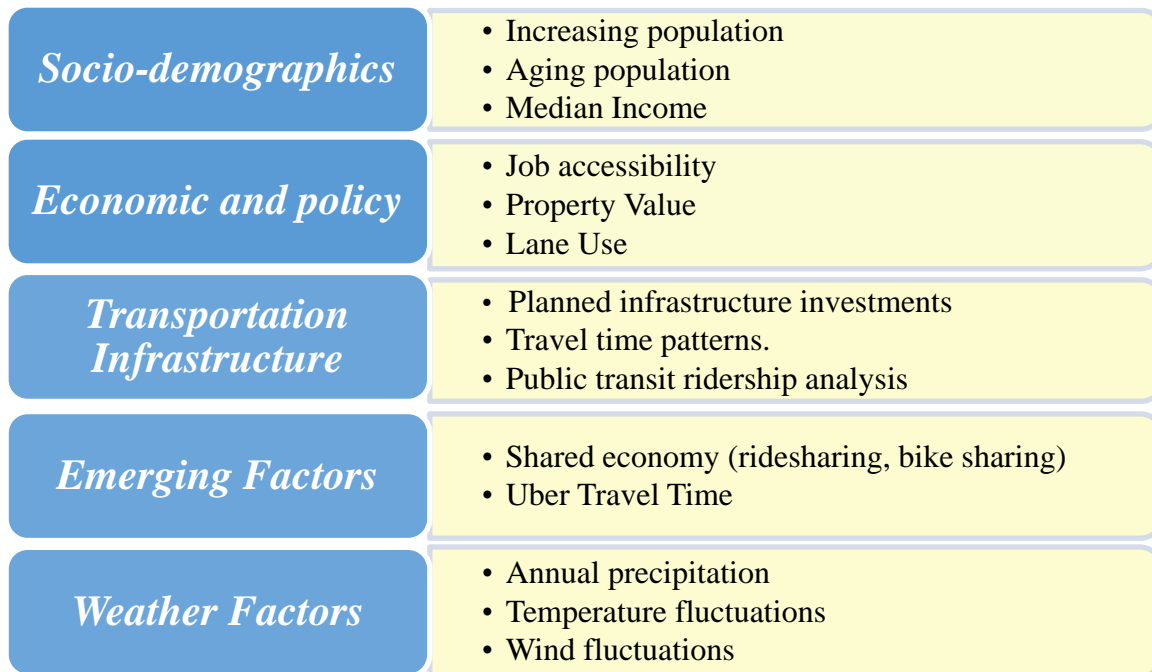 Socio-demographics
• Increasing population
• Aging population
• Median Income
Economic and policy
• Job accessibility
• Property Value
• Lane Use
Transportation
Infrastructure
• Planned infrastructure investments
• Travel time patterns.
• Public transit ridership analysis
Emerging Factors
• Shared economy (ridesharing, bike sharing)
• Uber Travel Time
Weather Factors
• Annual precipitation
• Temperature fluctuations
• Wind fluctuations